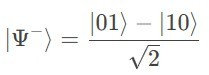 |Ψ⁻⟩ = (|01⟩ − |10⟩) / √2